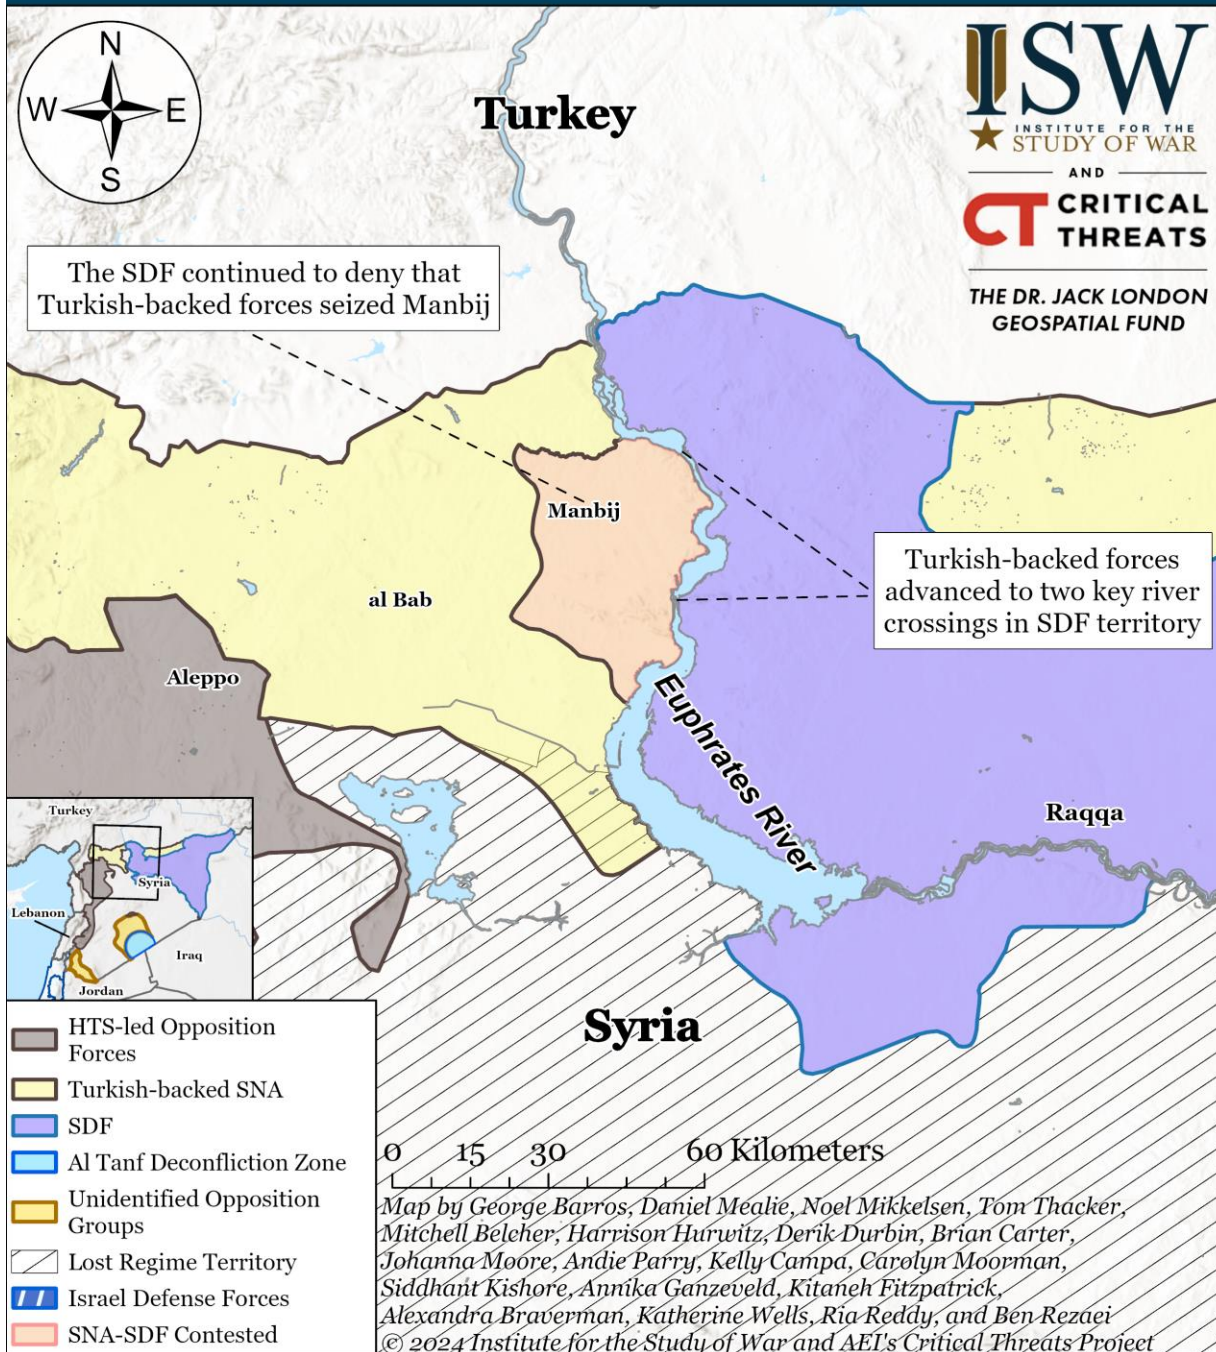 N
W E
S
Turkey
ISW
INSTITUTE FOR THE
STUDY OF WAR
AND
CT CRITICAL
THREATS
THE DR. JACK LONDON
GEOSPATIAL FUND
The SDF continued to deny that
Turkish-backed forces seized Manbij
Manbij
Turkish-backed forces
advanced to two key river
crossings in SDF territory
al Bab
Aleppo
Euphrates River
Raqqa
Syria
Turkey
Syria
Lebanon
Iraq
Jordan
HTS-led Opposition
Forces
Turkish-backed SNA
SDF
Al Tanf Deconfliction Zone
Unidentified Opposition
Groups
Lost Regime Territory
Israel Defense Forces
SNA-SDF Contested
0 15 30 60 Kilometers
Map by George Barros, Daniel Mealie, Noel Mikkelsen, Tom Thacker,
Mitchell Belcher, Harrison Hurwitz, Derik Durbin, Brian Carter,
Johanna Moore, Andie Parry, Kelly Campa, Carolyn Moorman,
Siddhant Kishore, Annika Ganzeveld, Kitaneh Fitzpatrick,
Alexandra Braverman, Katherine Wells, Ria Reddy, and Ben Rezaei
© 2024 Institute for the Study of War and AEI's Critical Threats Project